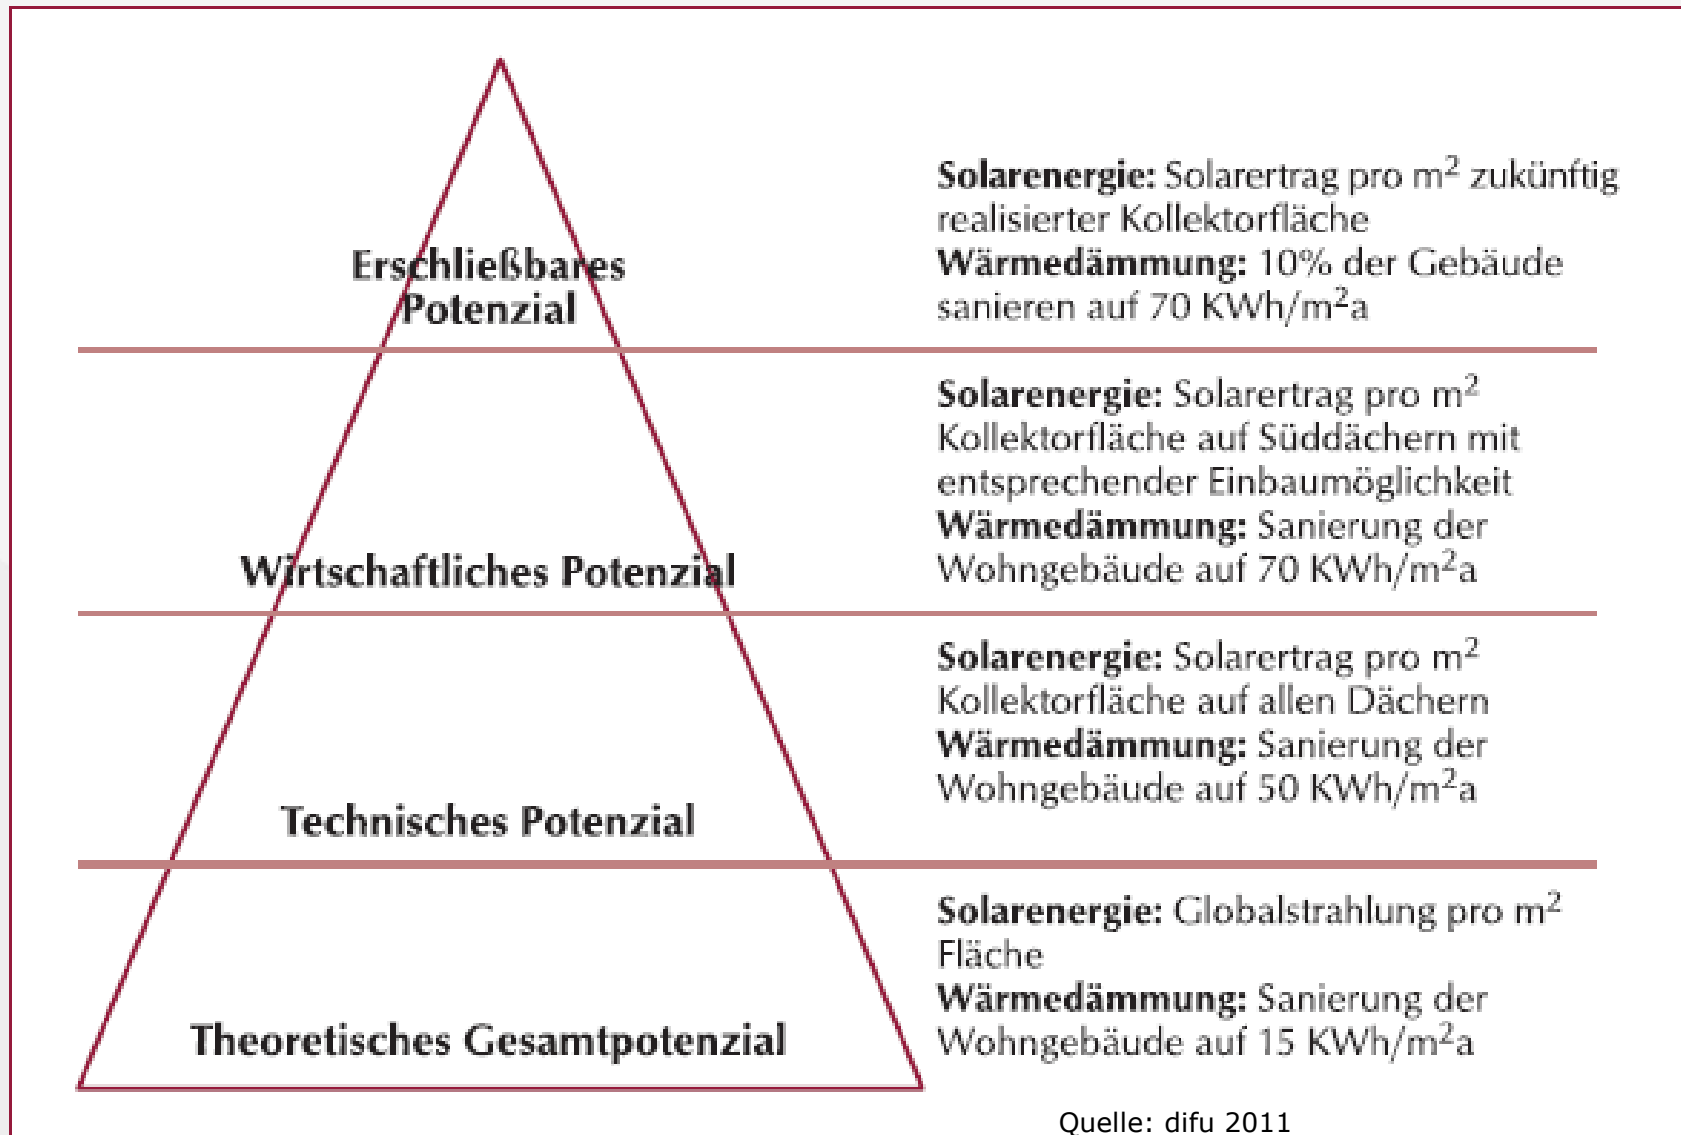 Erschließbares
Potenzial
Solarenergie: Solarertrag pro m² zukünftig
realisierter Kollektorfläche
Wärmedämmung: 10% der Gebäude
sanieren auf 70 KWh/m²a
Wirtschaftliches Potenzial
Solarenergie: Solarertrag pro m²
Kollektorfläche auf Süddächern mit
entsprechender Einbaumöglichkeit
Wärmedämmung: Sanierung der
Wohngebäude auf 70 KWh/m²a
Technisches Potenzial
Solarenergie: Solarertrag pro m²
Kollektorfläche auf allen Dächern
Wärmedämmung: Sanierung der
Wohngebäude auf 50 KWh/m²a
Theoretisches Gesamtpotenzial
Solarenergie: Globalstrahlung pro m²
Fläche
Wärmedämmung: Sanierung der
Wohngebäude auf 15 KWh/m²a
Quelle: difu 2011